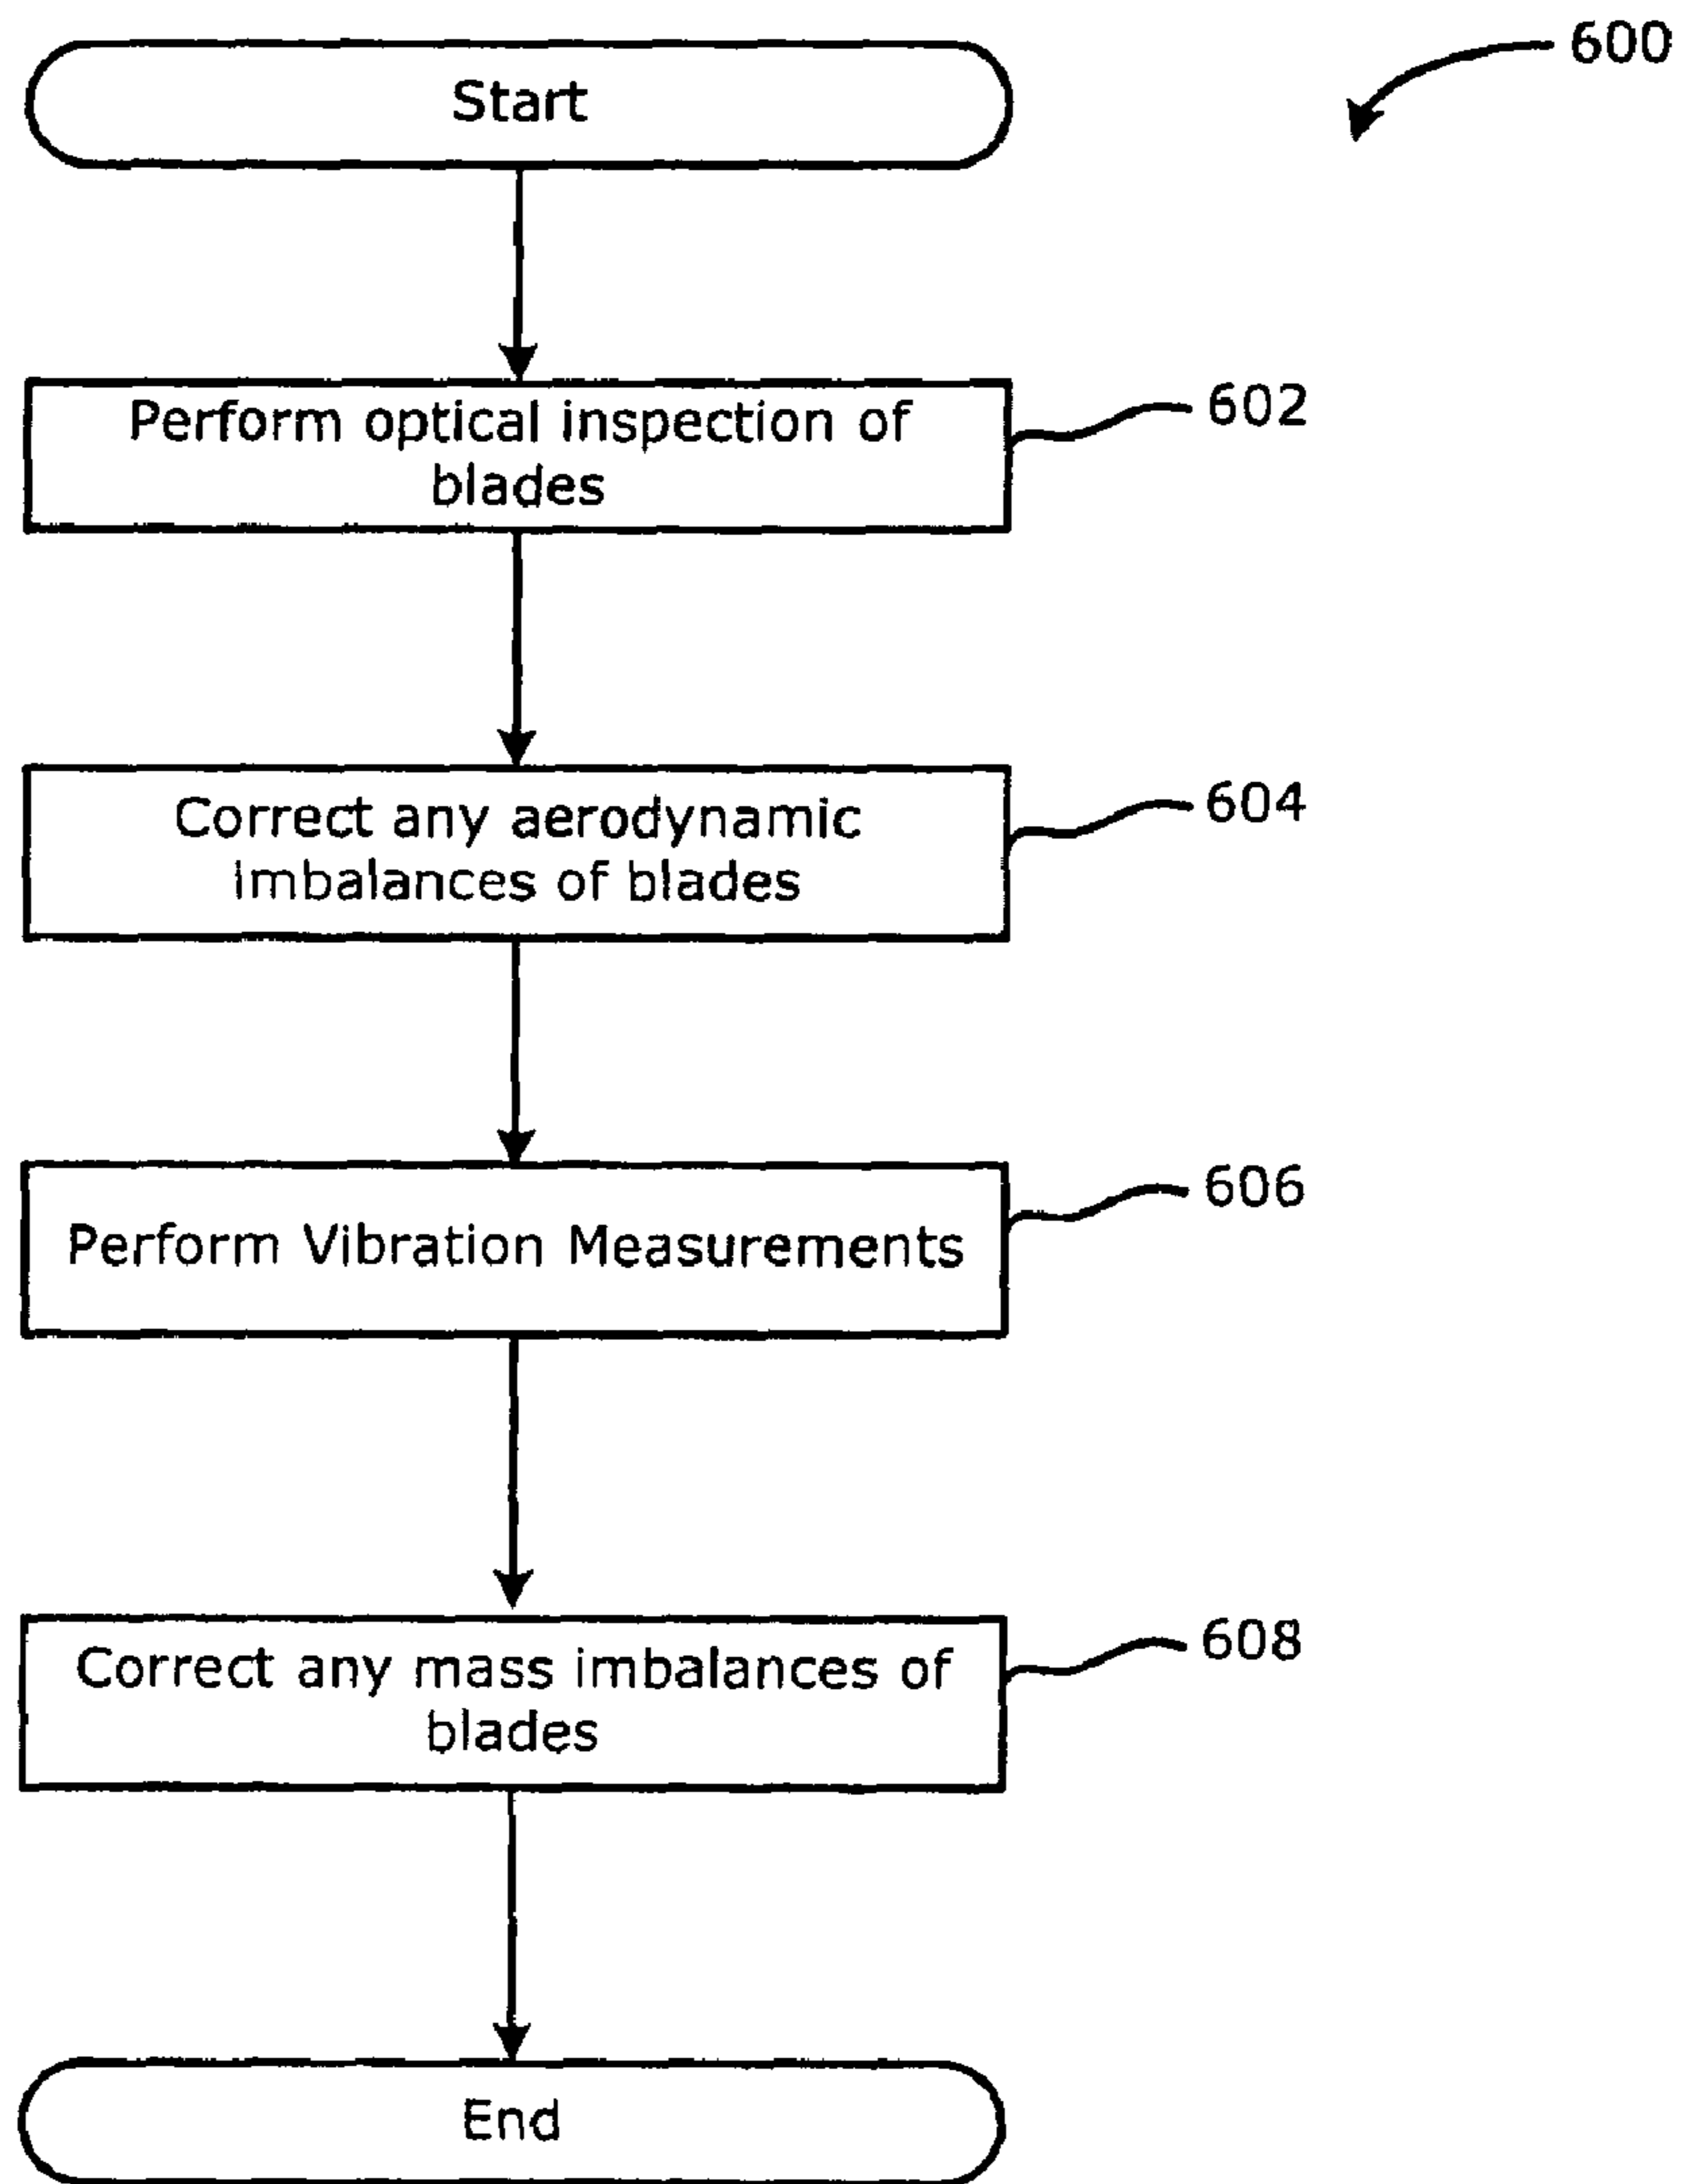 Start
600
Perform optical inspection of
blades
602
Correct any aerodynamic
imbalances of blades
604
Perform Vibration Measurements
606
Correct any mass imbalances of
blades
608
End